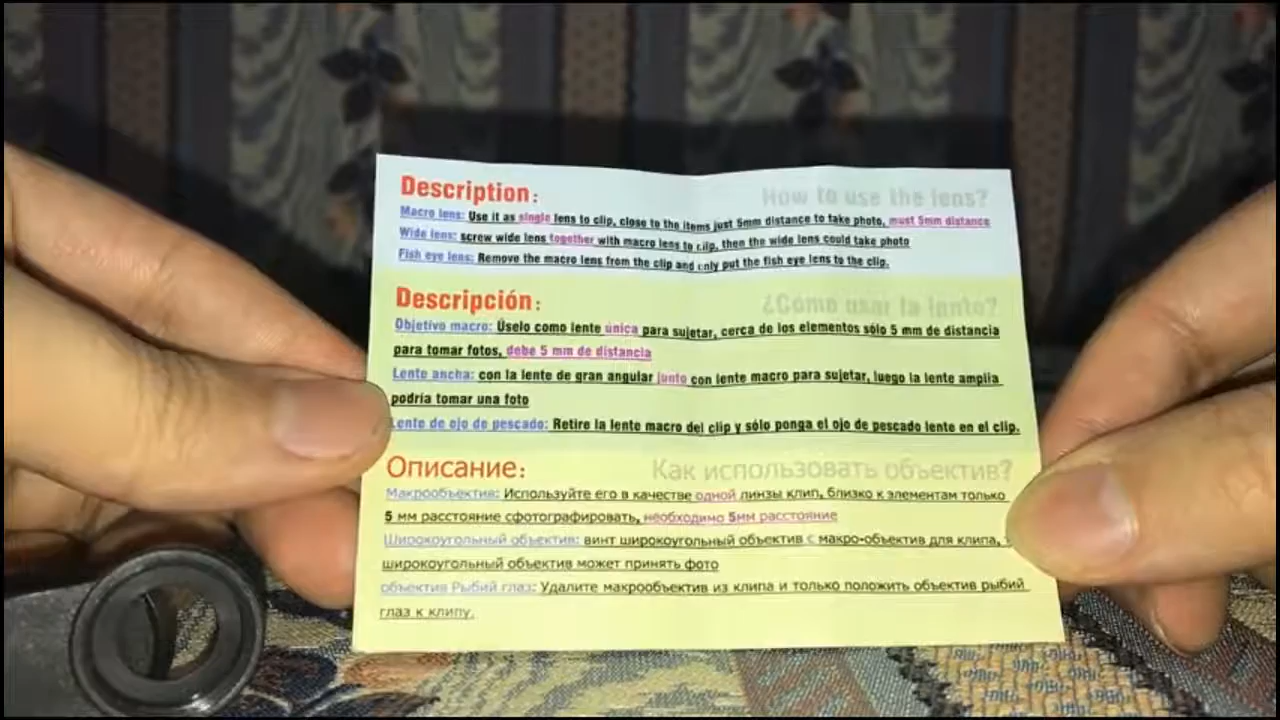 Description: How to use the lens?
Macro lens: Use it as single lens to clip, close to the items just 5mm distance to take photo, must 5mm distance
Wide lens: screw wide lens together with macro lens to clip, then the wide lens could take photo
Fish eye lens: Remove the macro lens from the clip and only put the fish eye lens to the clip.
Descripción: ¿Cómo usar la lente?
Objetivo macro: Úselo como lente única para sujetar, cerca de los elementos sólo 5 mm de distancia
para tomar fotos, debe 5 mm de distancia
Lente ancha: con la lente de gran angular junto con lente macro para sujetar, luego la lente amplia
podría tomar una foto
Lente de ojo de pescado: Retire la lente macro del clip y sólo ponga el ojo de pescado lente en el clip.
Описание: Как использовать объектив?
Макрообъектив: Используйте его в качестве одной линзы клип, близко к элементам только
5 мм расстояние сфотографировать, необходимо 5мм расстояние
Широкоугольный объектив: винт широкоугольный объектив с макро-объектив для клипа,
широкоугольный объектив может принять фото
объектив Рыбий глаз: Удалите макрообъектив из клипа и только положить объектив рыбий
глаз к клипу.